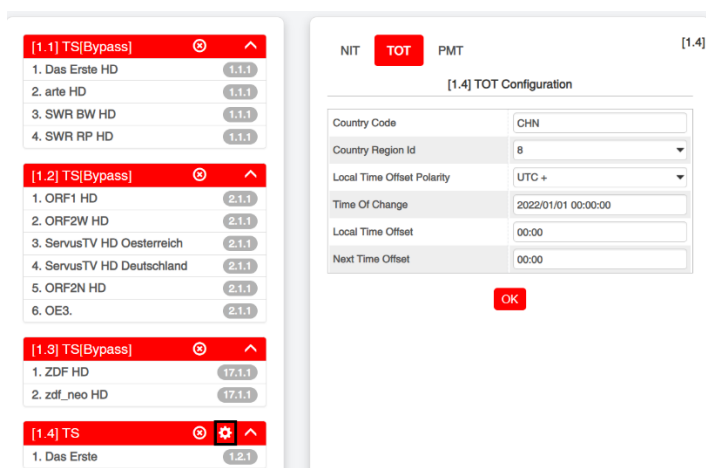 [1.1] TS[Bypass]
1. Das Erste HD 1.1.1
2. arte HD 1.1.1
3. SWR BW HD 1.1.1
4. SWR RP HD 1.1.1
[1.2] TS[Bypass]
1. ORF1 HD 2.1.1
2. ORF2W HD 2.1.1
3. ServusTV HD Oesterreich 2.1.1
4. ServusTV HD Deutschland 2.1.1
5. ORF2N HD 2.1.1
6. OE3. 2.1.1
[1.3] TS[Bypass]
1. ZDF HD 17.1.1
2. zdf_neo HD 17.1.1
[1.4] TS
1. Das Erste 1.2.1
NIT TOT PMT [1.4]
[1.4] TOT Configuration
Country Code CHN
Country Region Id 8
Local Time Offset Polarity UTC +
Time Of Change 2022/01/01 00:00:00
Local Time Offset 00:00
Next Time Offset 00:00
OK